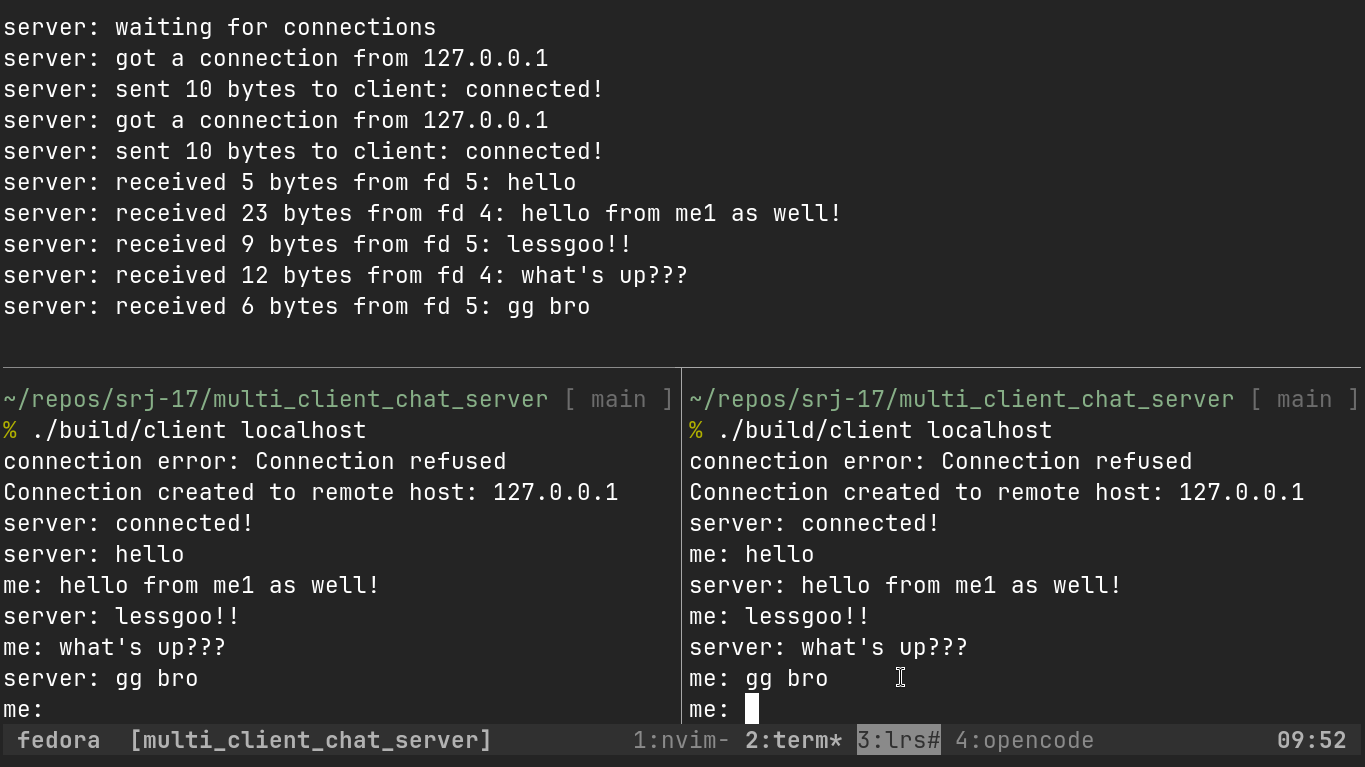 server: waiting for connections
server: got a connection from 127.0.0.1
server: sent 10 bytes to client: connected!
server: got a connection from 127.0.0.1
server: sent 10 bytes to client: connected!
server: received 5 bytes from fd 5: hello
server: received 23 bytes from fd 4: hello from me1 as well!
server: received 9 bytes from fd 5: lessgoo!!
server: received 12 bytes from fd 4: what's up???
server: received 6 bytes from fd 5: gg bro
~/repos/srj-17/multi_client_chat_server [ main ]
% ./build/client localhost
connection error: Connection refused
Connection created to remote host: 127.0.0.1
server: connected!
server: hello
me: hello from me1 as well!
server: lessgoo!!
me: what's up???
server: gg bro
me:
~/repos/srj-17/multi_client_chat_server [ main ]
% ./build/client localhost
connection error: Connection refused
Connection created to remote host: 127.0.0.1
server: connected!
me: hello
server: hello from me1 as well!
me: lessgoo!!
server: what's up???
me: gg bro
me:
fedora [multi_client_chat_server] 1:nvim- 2:term* 3:lrs# 4:opencode 09:52